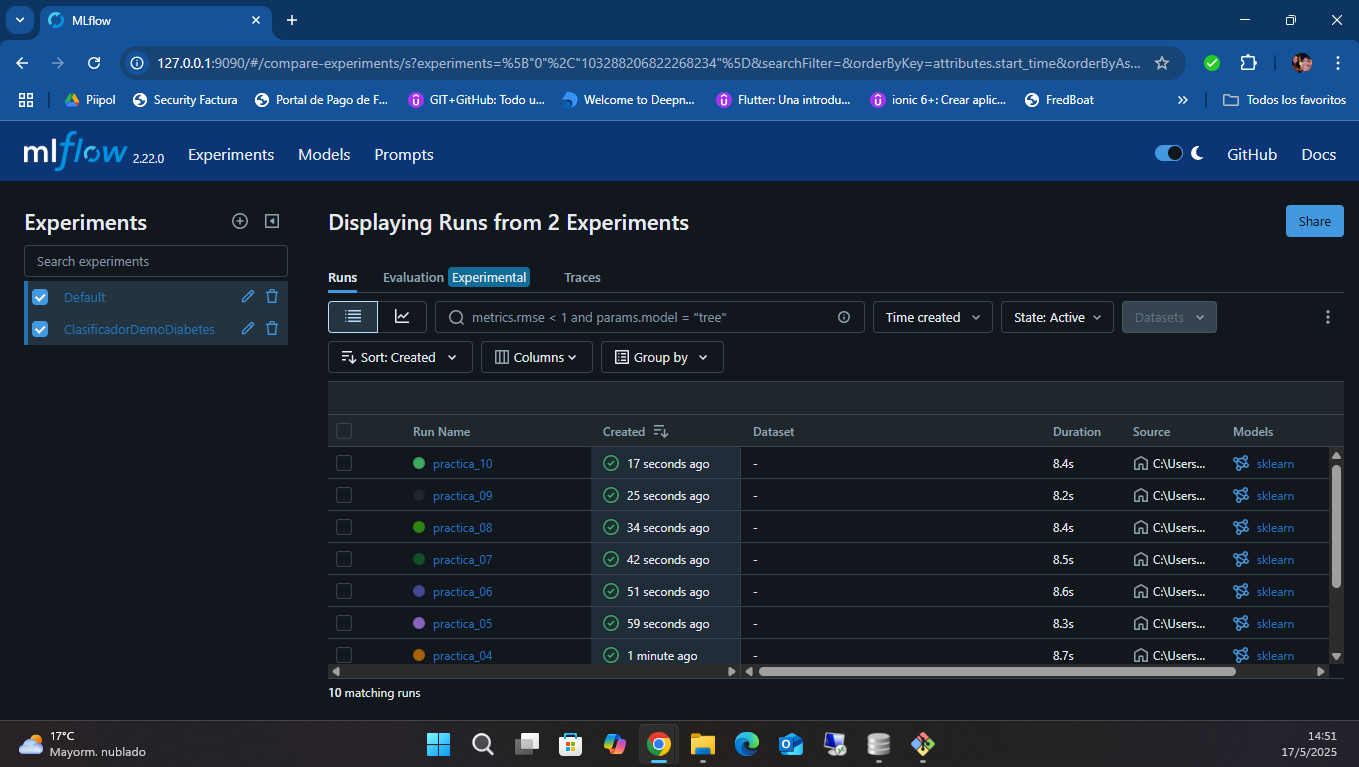 MLflow
127.0.0.1:9090/#/compare-experiments/s?experiments=%5B"0"%2C"103288206822268234"%5D&searchFilter=&orderByKey=attributes.start_time&orderByAs...
Piipol Security Factura Portal de Pago de F... GIT+GitHub: Todo u... Welcome to Deepn... Flutter: Una introdu... ionic 6+: Crear aplic... FredBoat » Todos los favoritos
mlflow 2.22.0 Experiments Models Prompts GitHub Docs
Experiments
Search experiments
Default
ClasificadorDemoDiabetes
Displaying Runs from 2 Experiments
Share
Runs Evaluation Experimental Traces
metrics.rmse < 1 and params.model = "tree" Time created State: Active Datasets
Sort: Created Columns Group by
Run Name Created Dataset Duration Source Models
practica_10 17 seconds ago - 8.4s C:\Users... sklearn
practica_09 25 seconds ago - 8.2s C:\Users... sklearn
practica_08 34 seconds ago - 8.4s C:\Users... sklearn
practica_07 42 seconds ago - 8.5s C:\Users... sklearn
practica_06 51 seconds ago - 8.6s C:\Users... sklearn
practica_05 59 seconds ago - 8.3s C:\Users... sklearn
practica_04 1 minute ago - 8.7s C:\Users... sklearn
10 matching runs
17°C
Mayorm. nublado
14:51
17/5/2025